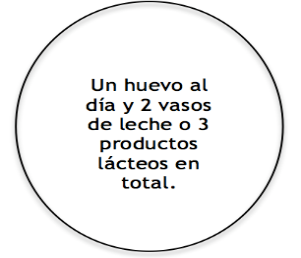 Un huevo al
día y 2 vasos
de leche o 3
productos
lácteos en
total.